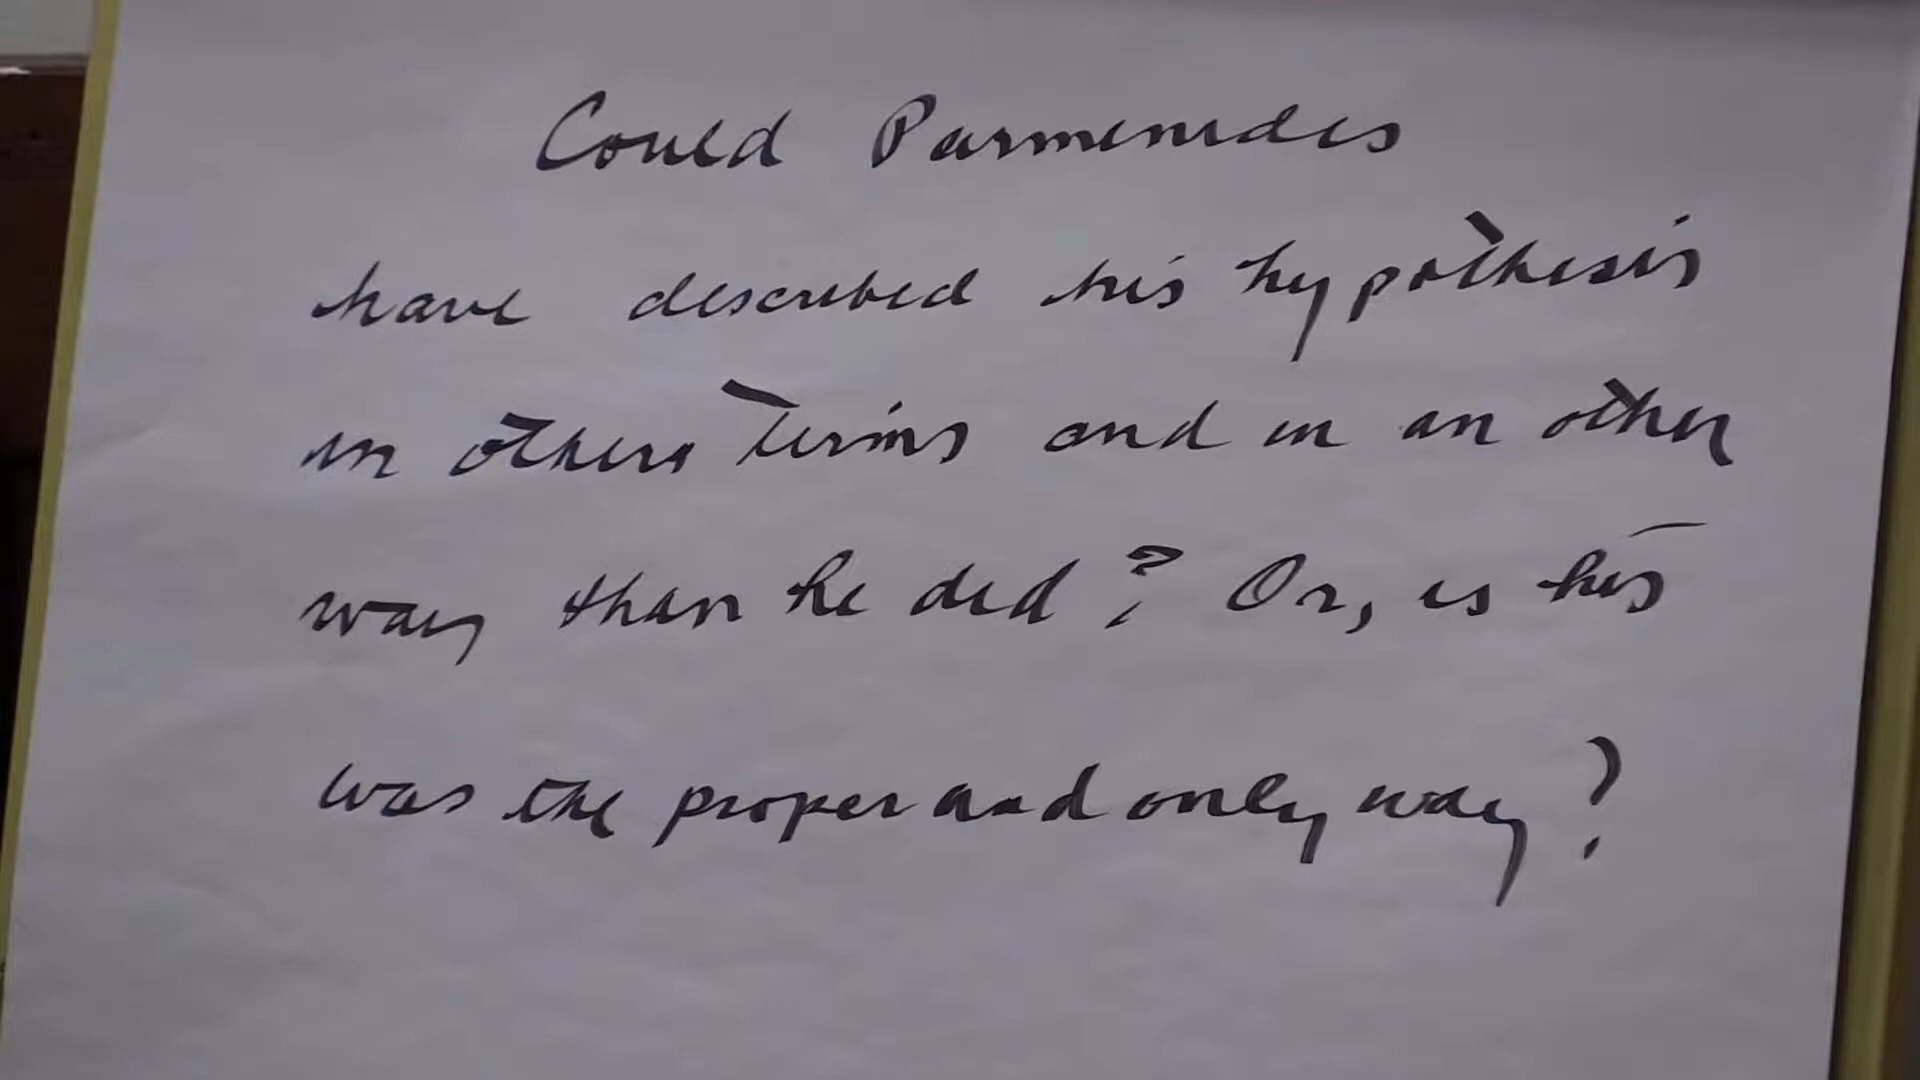 Could Parmenides
have described his hypothesis
in others terms and in an other
way than he did? Or, is his
was the proper and only way?